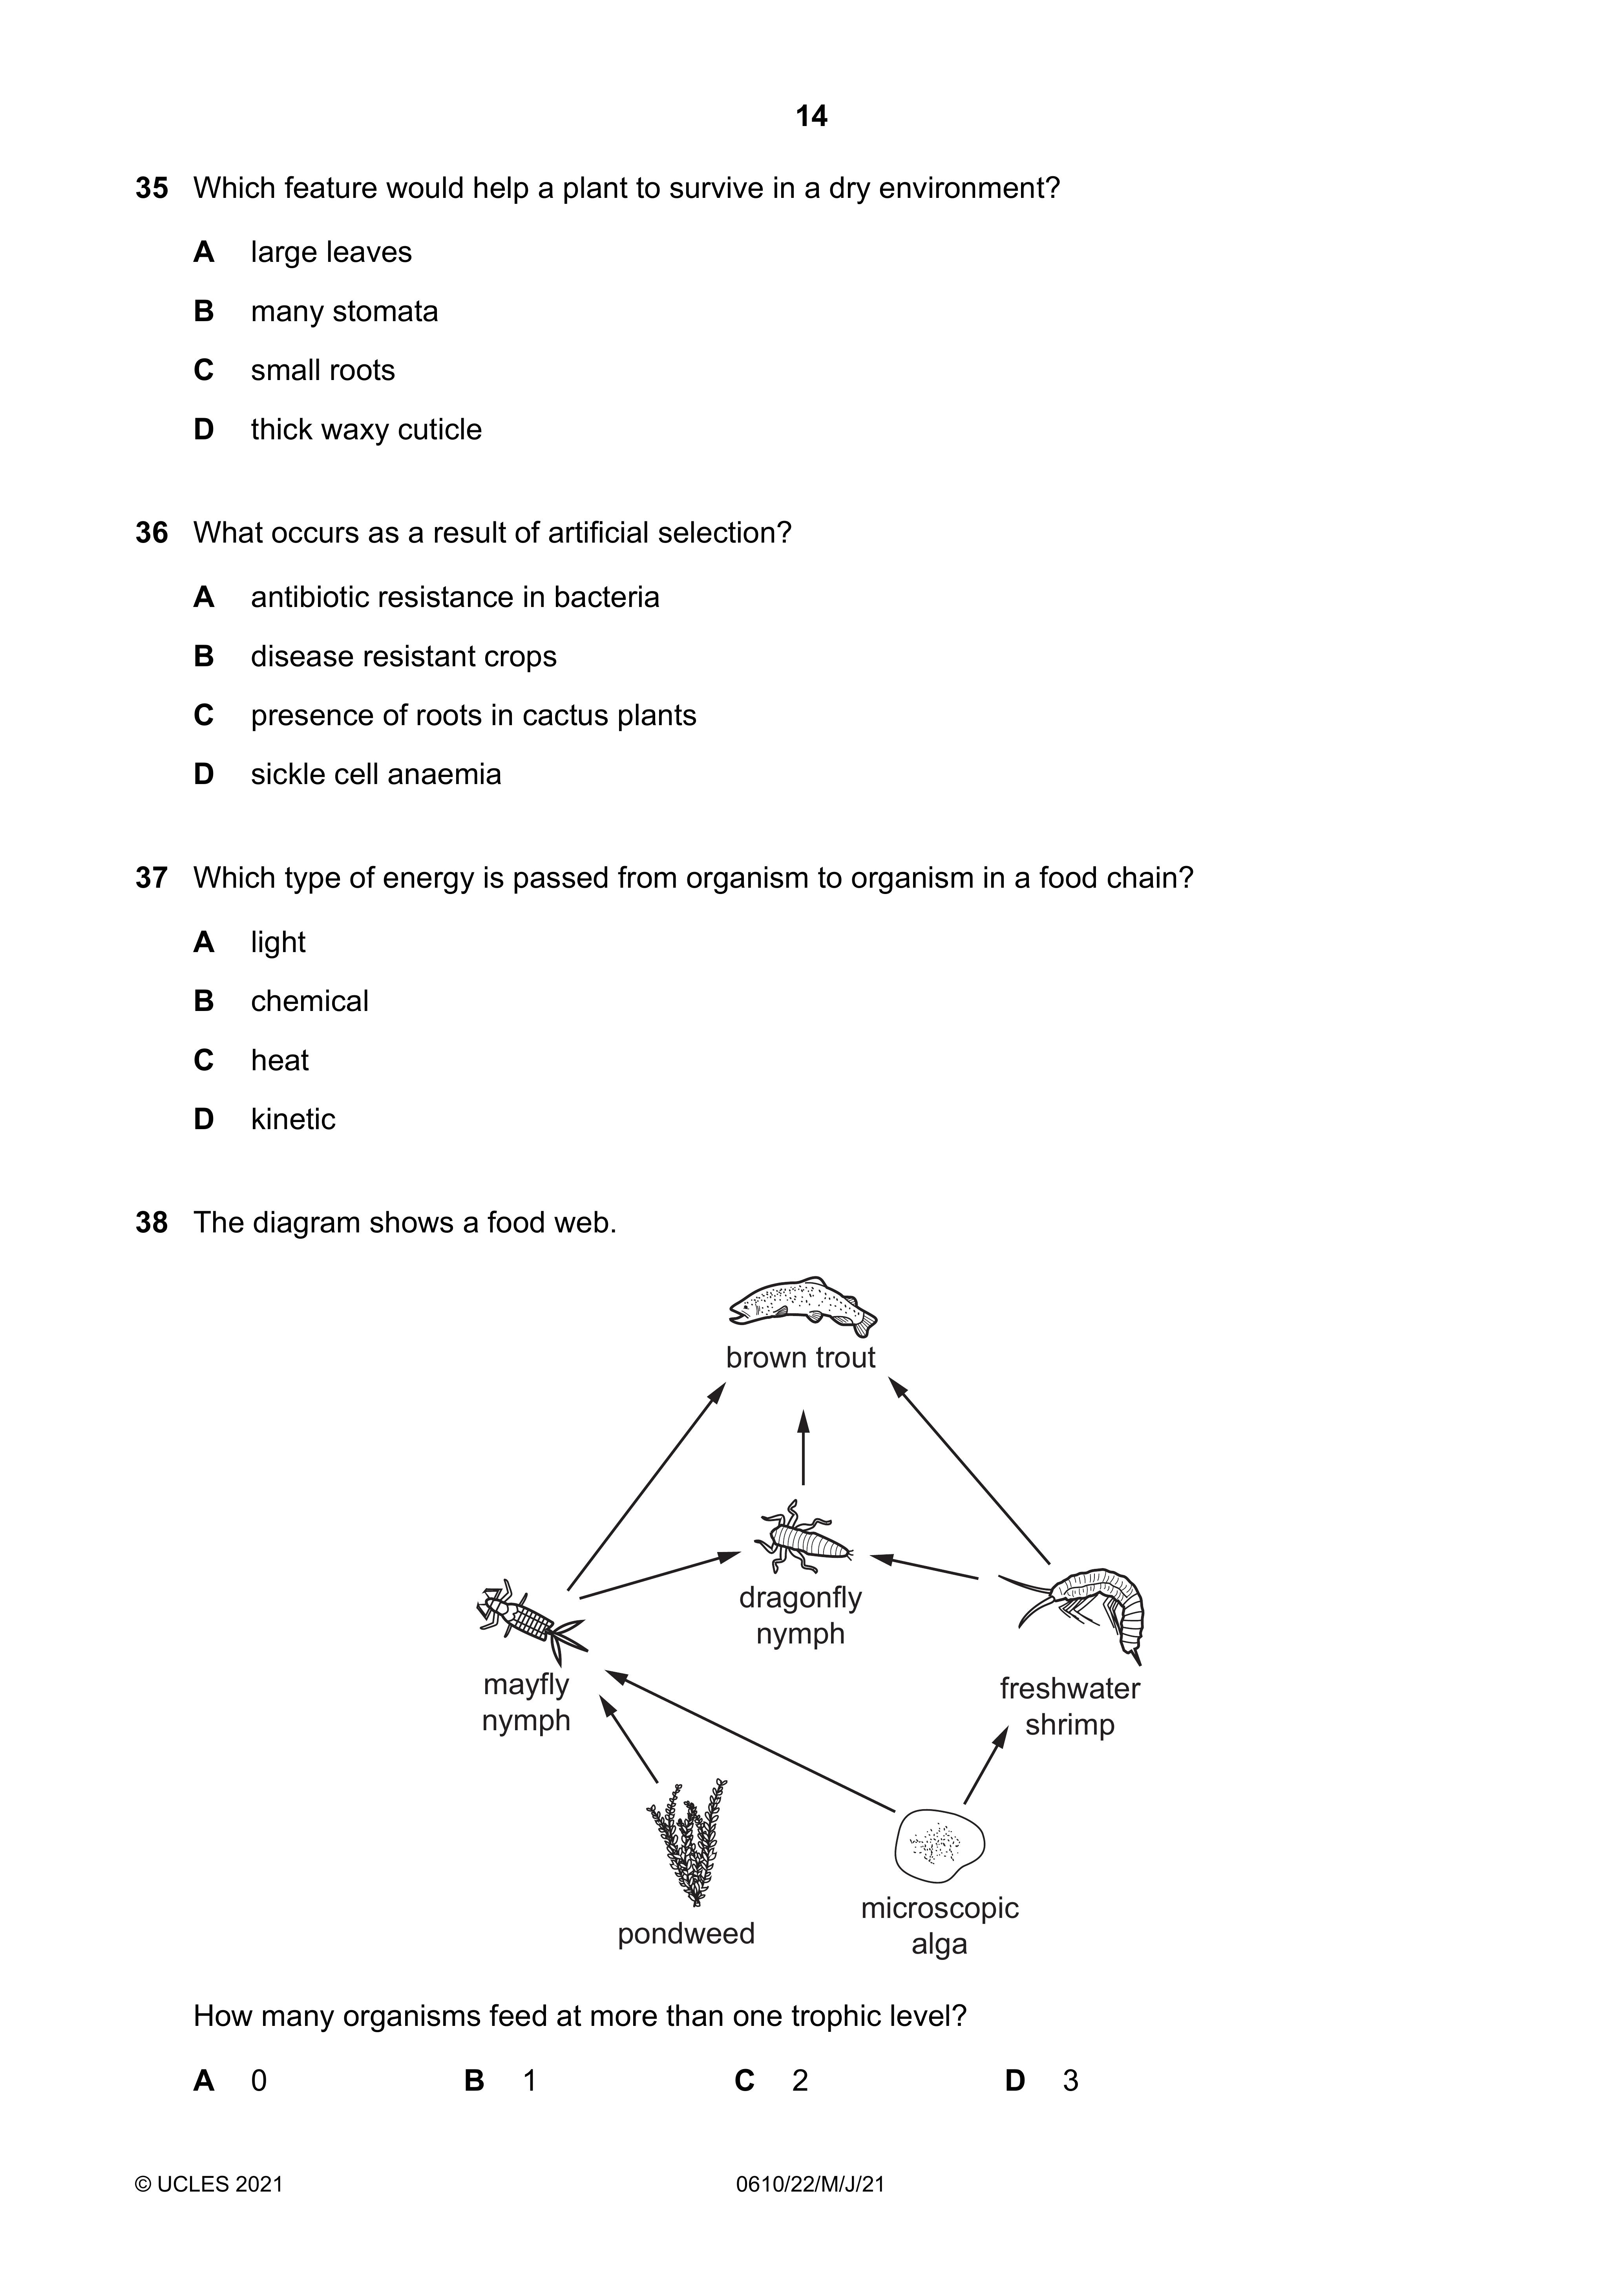 14
35 Which feature would help a plant to survive in a dry environment?
A large leaves
B many stomata
C small roots
D thick waxy cuticle
36 What occurs as a result of artificial selection?
A antibiotic resistance in bacteria
B disease resistant crops
C presence of roots in cactus plants
D sickle cell anaemia
37 Which type of energy is passed from organism to organism in a food chain?
A light
B chemical
C heat
D kinetic
38 The diagram shows a food web.
brown trout
dragonfly
nymph
mayfly
nymph
freshwater
shrimp
pondweed
microscopic
alga
How many organisms feed at more than one trophic level?
A 0 B 1 C 2 D 3
© UCLES 2021 0610/22/M/J/21